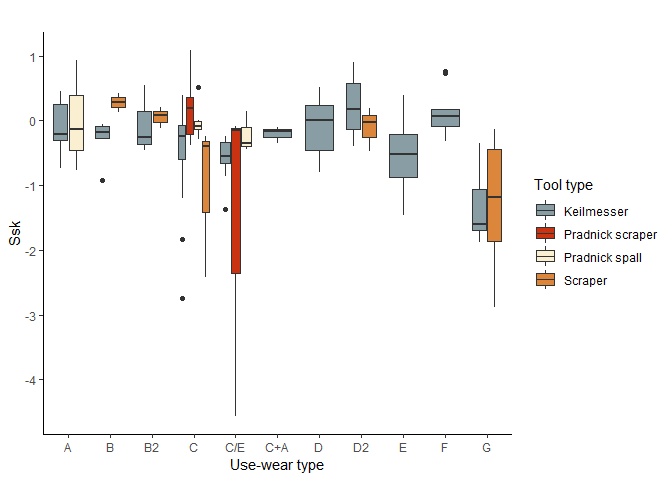 1
0
-1
-2
-3
-4
Ssk
A B B2 C C/E C+A D D2 E F G
Use-wear type
Tool type
Keilmesser
Pradnick scraper
Pradnick spall
Scraper